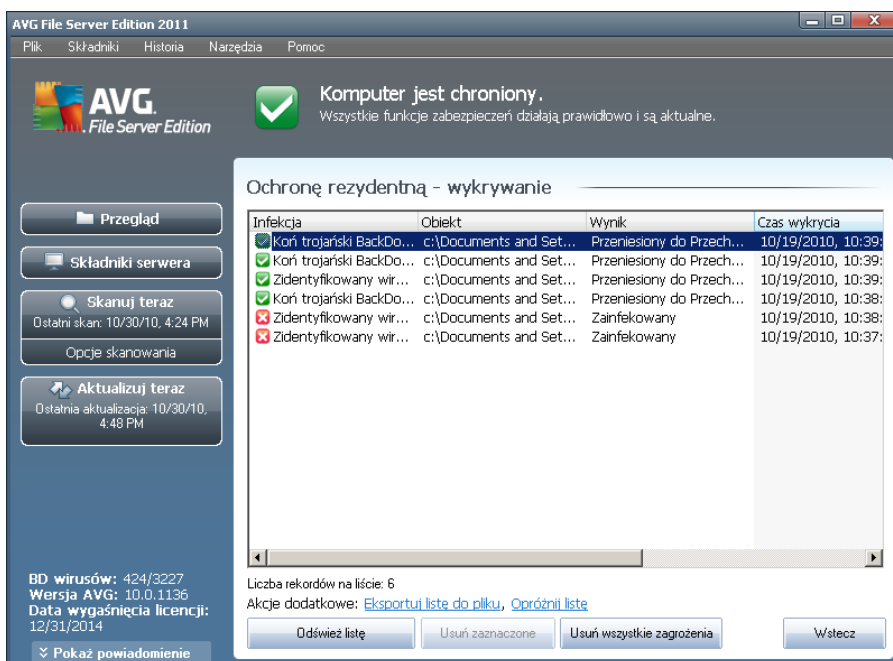 AVG File Server Edition 2011
Plik Składniki Historia Narzędzia Pomoc
AVG.
File Server Edition
Komputer jest chroniony.
Wszystkie funkcje zabezpieczeń działają prawidłowo i są aktualne.
Przegląd
Składniki serwera
Skanuj teraz
Ostatni skan: 10/30/10, 4:24 PM
Opcje skanowania
Aktualizuj teraz
Ostatnia aktualizacja: 10/30/10,
4:48 PM
BD wirusów: 424/3227
Wersja AVG: 10.0.1136
Data wygaśnięcia licencji:
12/31/2014
Pokaż powiadomienie
Ochronę rezydentną - wykrywanie
Infekcja Obiekt Wynik Czas wykrycia
Koń trojański BackDo... c:\Documents and Set... Przeniesiony do Przech... 10/19/2010, 10:39:
Koń trojański BackDo... c:\Documents and Set... Przeniesiony do Przech... 10/19/2010, 10:39:
Zidentyfikowany wir... c:\Documents and Set... Przeniesiony do Przech... 10/19/2010, 10:39:
Koń trojański BackDo... c:\Documents and Set... Przeniesiony do Przech... 10/19/2010, 10:38:
Zidentyfikowany wir... c:\Documents and Set... Zainfekowany 10/19/2010, 10:38:
Zidentyfikowany wir... c:\Documents and Set... Zainfekowany 10/19/2010, 10:37:
Liczba rekordów na liście: 6
Akcje dodatkowe: Eksportuj listę do pliku, Opróżnij listę
Odśwież listę Usuń zaznaczone Usuń wszystkie zagrożenia Wstecz